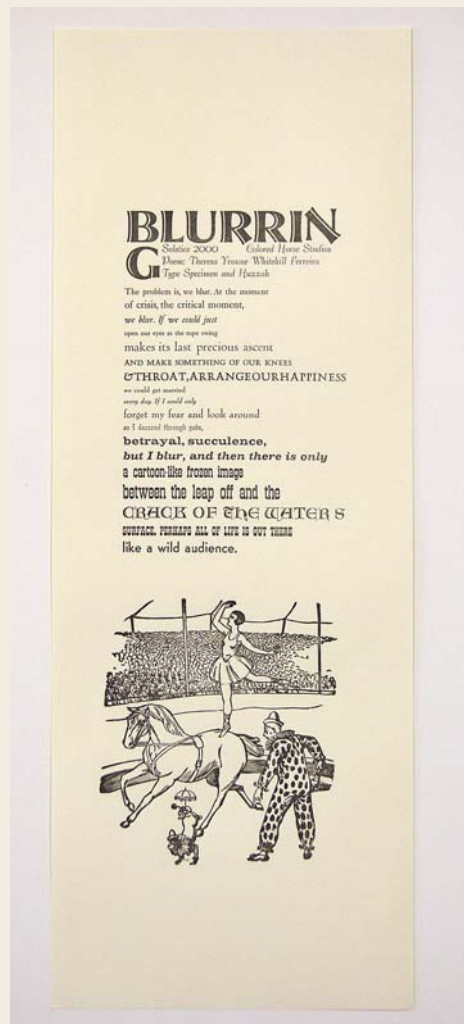 BLURRIN
G
Solstice 2000 Colored Horse Studios
Poem: Theresa Yvonne Whitehill Ferreira
Type Specimen and Huzzah
The problem is, we blur. At the moment
of crisis, the critical moment,
we blur. If we could just
open our eyes as the rope swing
makes its last precious ascent
AND MAKE SOMETHING OF OUR KNEES
&THROAT,ARRANGEOURHAPPINESS
we could get married
every day. If I could only
forget my fear and look around
as I descend through pain,
betrayal, succulence,
but I blur, and then there is only
a cartoon-like frozen image
between the leap off and the
CRACK OF THE WATER'S
SURFACE. PERHAPS ALL OF LIFE IS OUT THERE
like a wild audience.